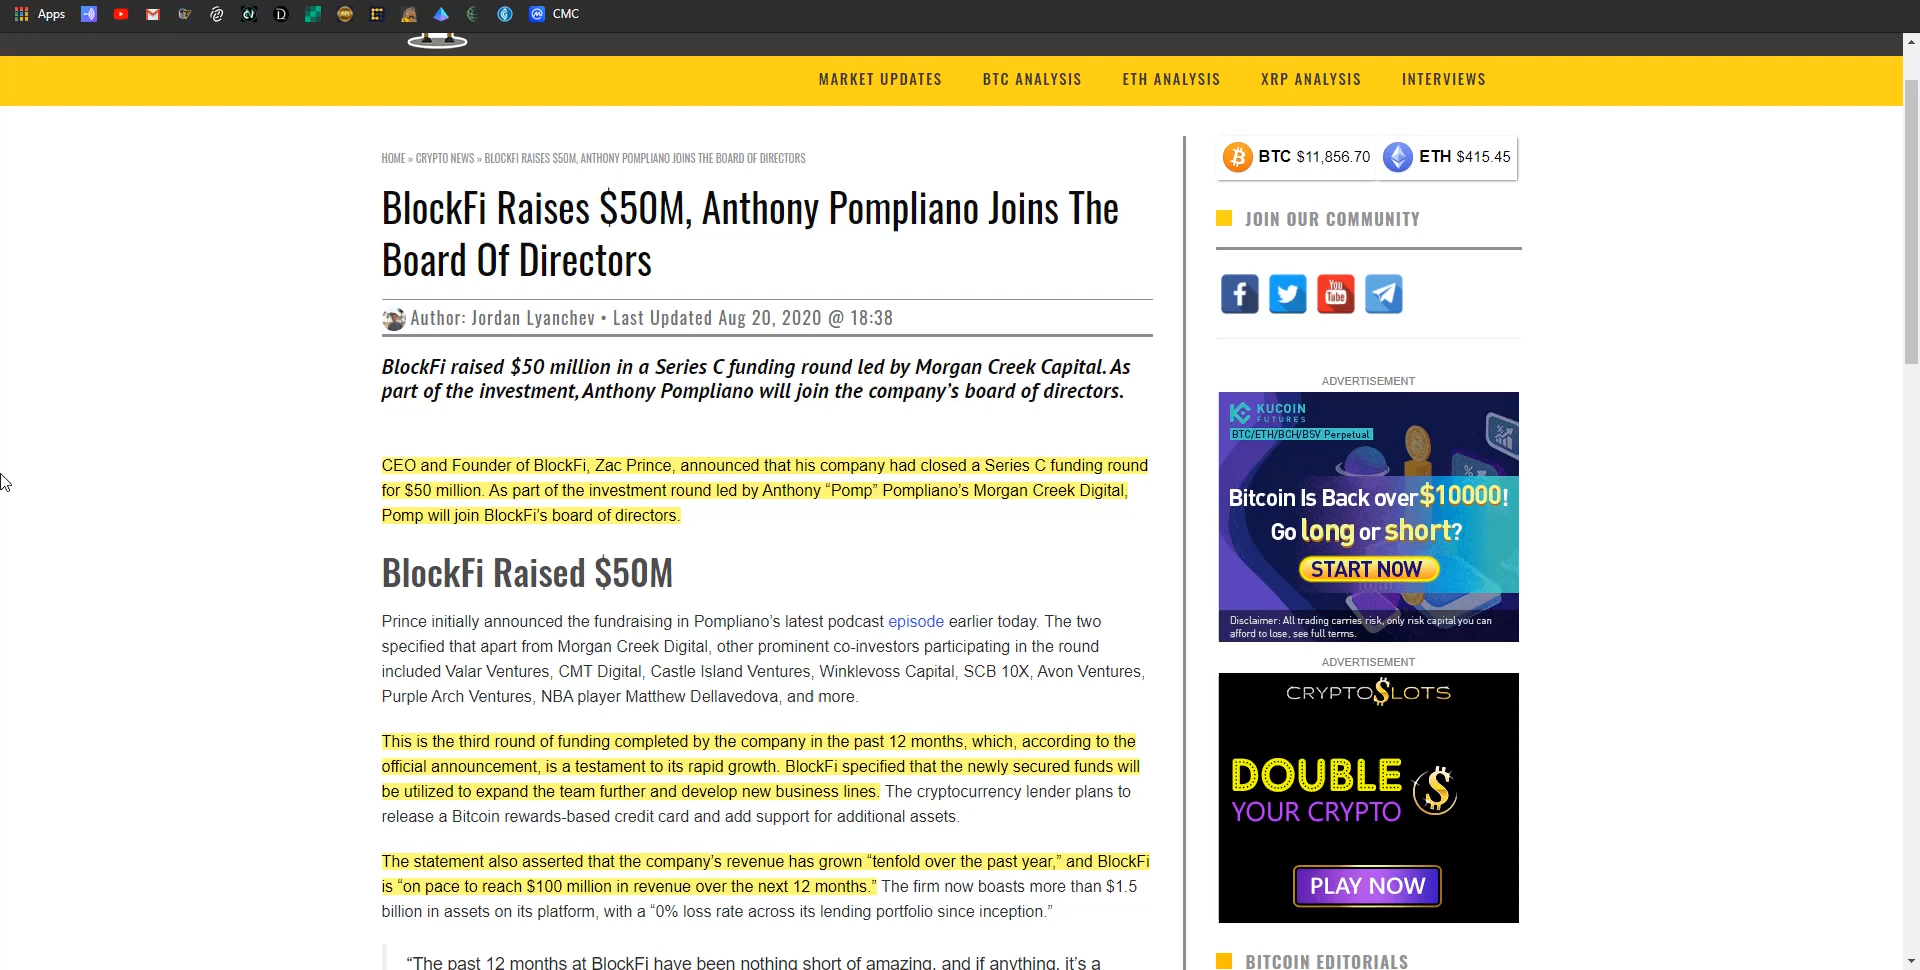 Apps
CMC
MARKET UPDATES
BTC ANALYSIS
ETH ANALYSIS
XRP ANALYSIS
INTERVIEWS
HOME » CRYPTO NEWS » BLOCKFI RAISES $50M, ANTHONY POMPLIANO JOINS THE BOARD OF DIRECTORS
BlockFi Raises $50M, Anthony Pompliano Joins The
Board Of Directors
Author: Jordan Lyanchev • Last Updated Aug 20, 2020 @ 18:38
BlockFi raised $50 million in a Series C funding round led by Morgan Creek Capital. As
part of the investment, Anthony Pompliano will join the company’s board of directors.
CEO and Founder of BlockFi, Zac Prince, announced that his company had closed a Series C funding round
for $50 million. As part of the investment round led by Anthony “Pomp” Pompliano’s Morgan Creek Digital,
Pomp will join BlockFi’s board of directors.
BlockFi Raised $50M
Prince initially announced the fundraising in Pompliano’s latest podcast episode earlier today. The two
specified that apart from Morgan Creek Digital, other prominent co-investors participating in the round
included Valar Ventures, CMT Digital, Castle Island Ventures, Winklevoss Capital, SCB 10X, Avon Ventures,
Purple Arch Ventures, NBA player Matthew Dellavedova, and more.
This is the third round of funding completed by the company in the past 12 months, which, according to the
official announcement, is a testament to its rapid growth. BlockFi specified that the newly secured funds will
be utilized to expand the team further and develop new business lines. The cryptocurrency lender plans to
release a Bitcoin rewards-based credit card and add support for additional assets.
The statement also asserted that the company’s revenue has grown “tenfold over the past year,” and BlockFi
is “on pace to reach $100 million in revenue over the next 12 months.” The firm now boasts more than $1.5
billion in assets on its platform, with a “0% loss rate across its lending portfolio since inception.”
“The past 12 months at BlockFi have been nothing short of amazing, and if anything, it’s a
BTC $11,856.70
ETH $415.45
JOIN OUR COMMUNITY
You
Tube
ADVERTISEMENT
KUCOIN
FUTURES
BTC/ETH/BCH/BSV Perpetual
Bitcoin Is Back over $10000!
Go long or short?
START NOW
Disclaimer: All trading carries risk, only risk capital you can
afford to lose, see full terms.
ADVERTISEMENT
CRYPTO$LOTS
DOUBLE
YOUR CRYPTO
PLAY NOW
BITCOIN EDITORIALS